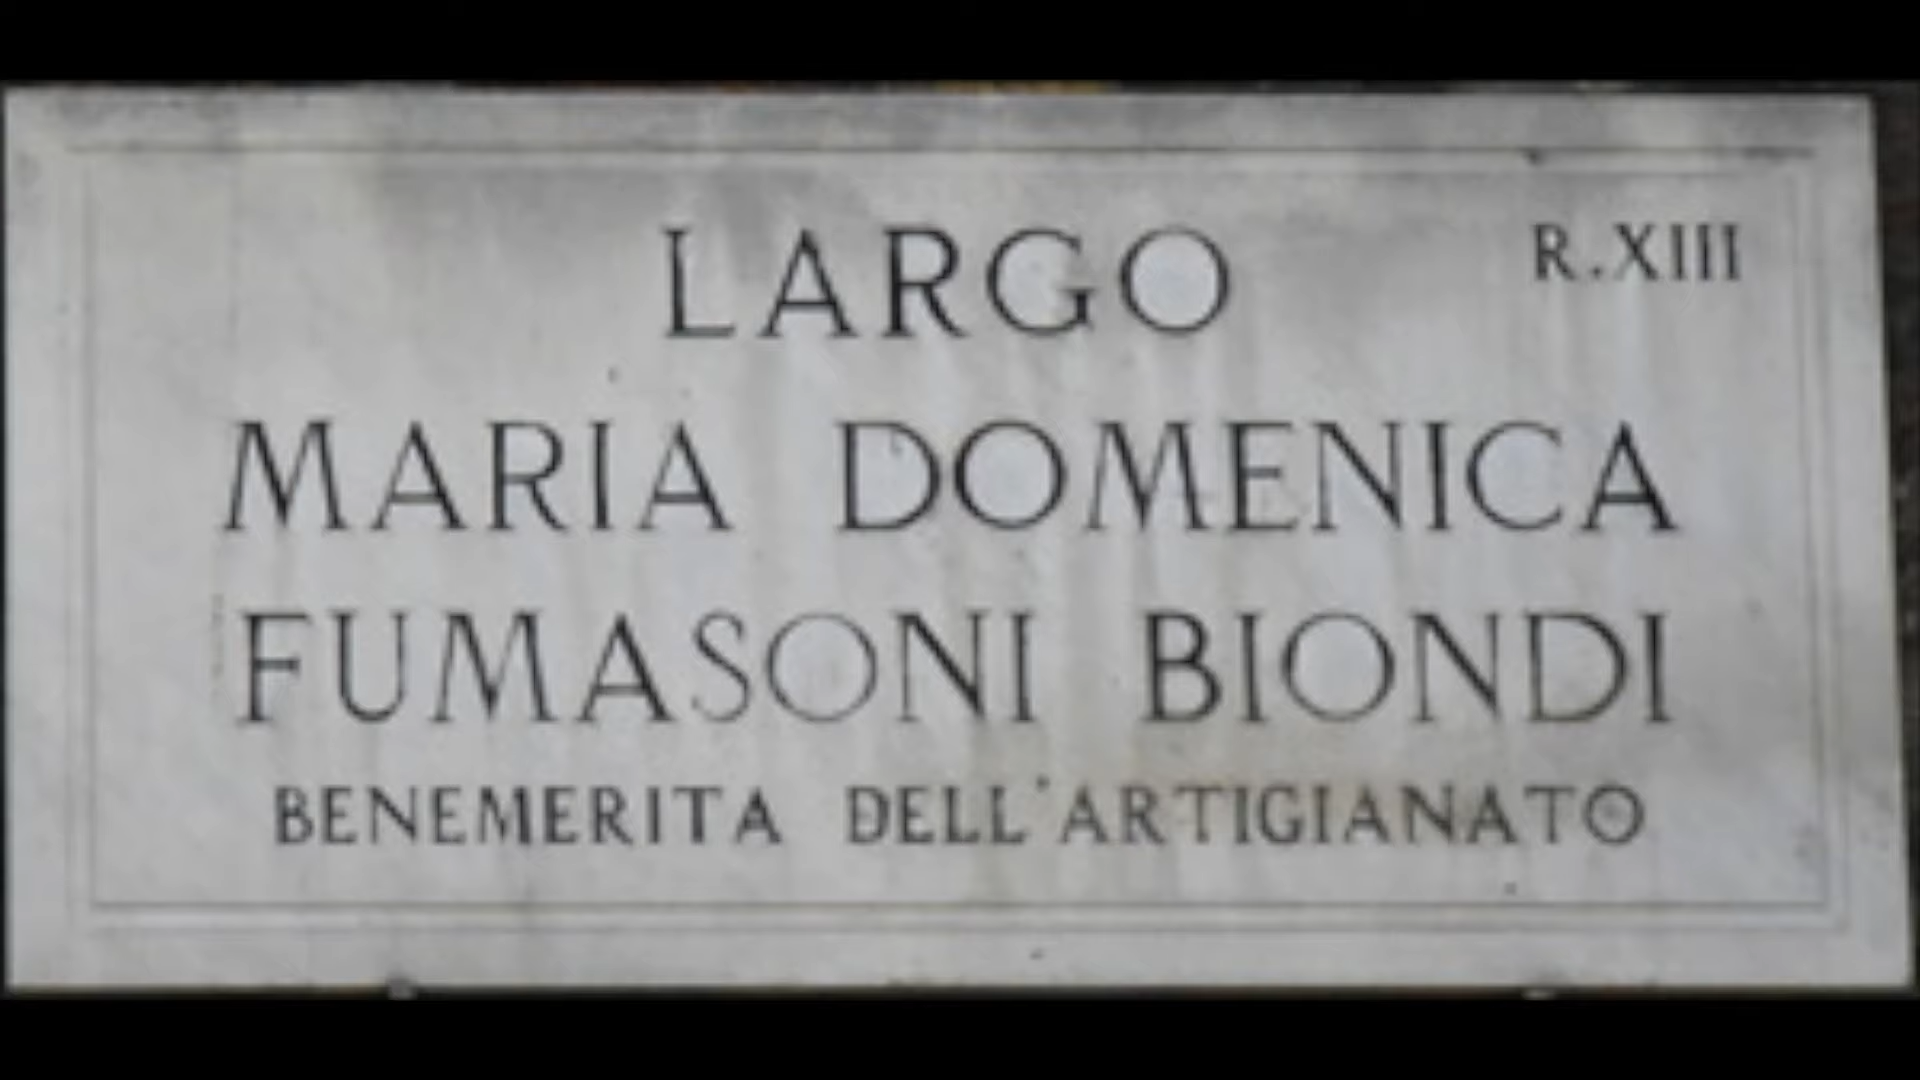 LARGO R.XIII
MARIA DOMENICA
FUMASONI BIONDI
BENEMERITA DELL'ARTIGIANATO